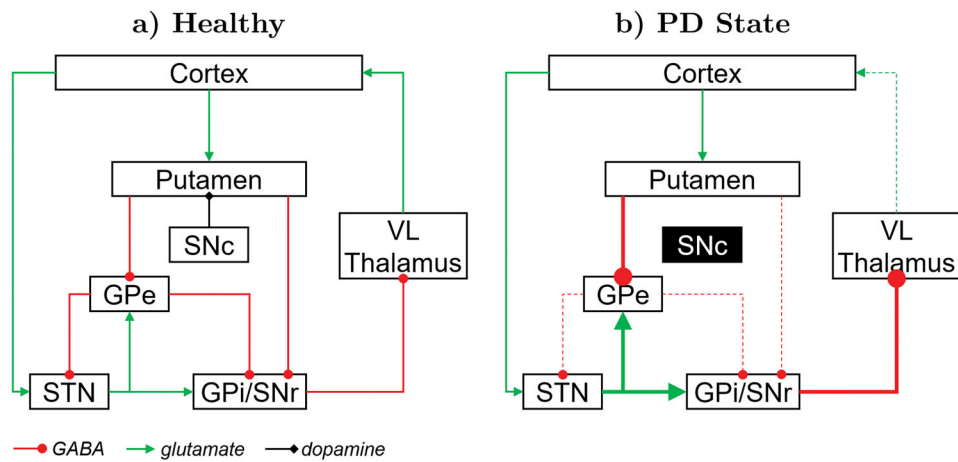 a) Healthy
Cortex
Putamen
SNc
VL
Thalamus
GPe
STN
GPi/SNr
GABA
glutamate
dopamine
b) PD State
Cortex
Putamen
SNc
VL
Thalamus
GPe
STN
GPi/SNr